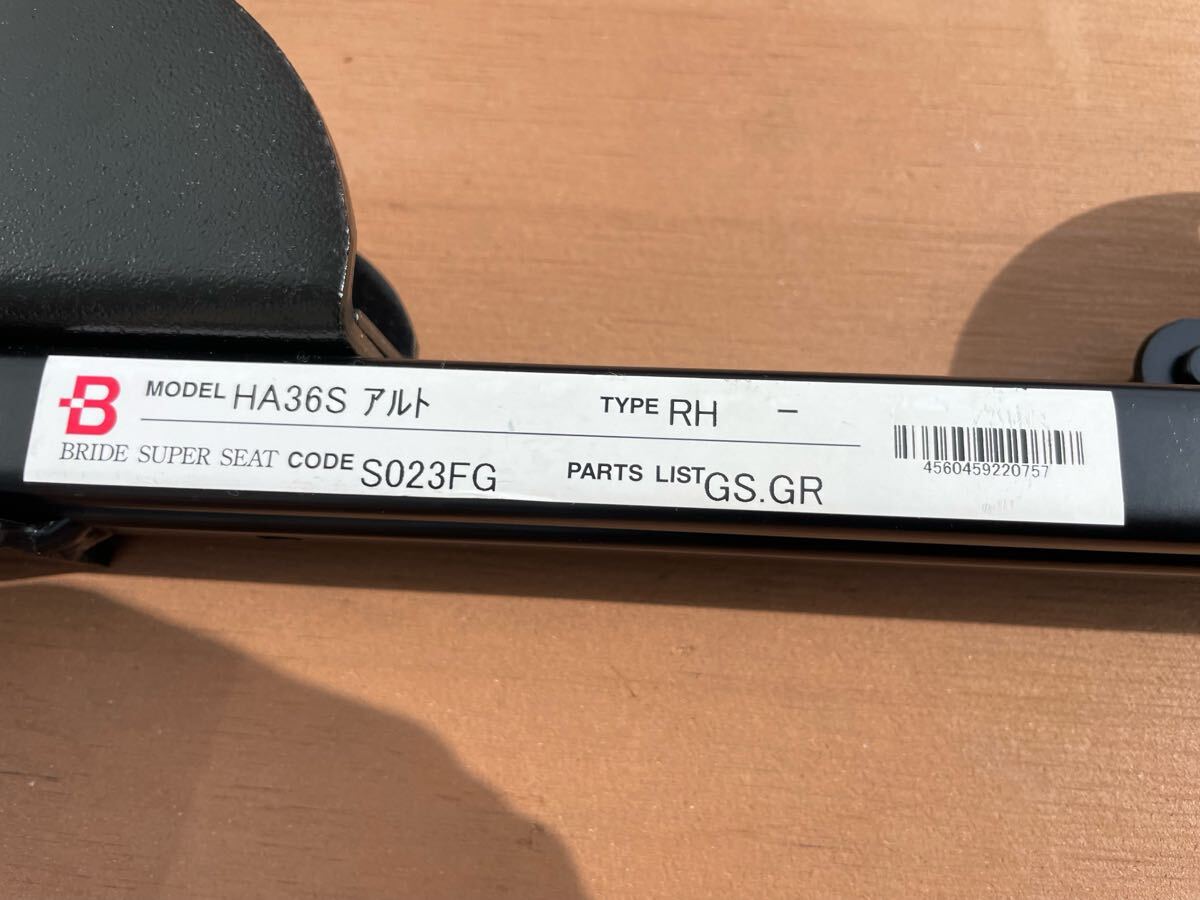 B MODEL HA36S アルト TYPE RH -
BRIDE SUPER SEAT CODE S023FG PARTS LIST GS.GR
4560459220757